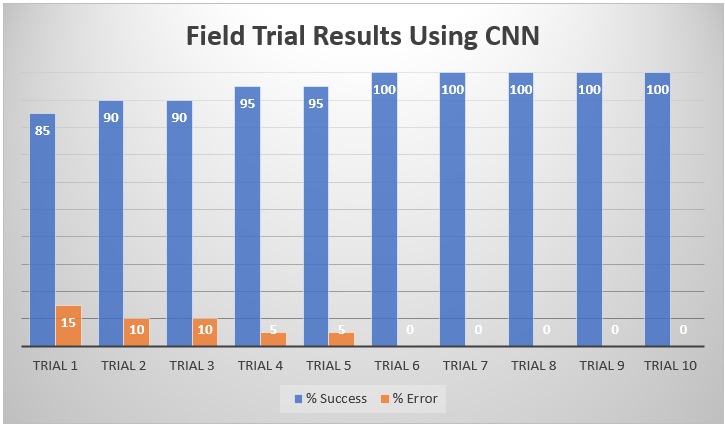 Field Trial Results Using CNN
85 90 90 95 95 100 100 100 100 100
15 10 10 5 5 0 0 0 0 0
TRIAL 1 TRIAL 2 TRIAL 3 TRIAL 4 TRIAL 5 TRIAL 6 TRIAL 7 TRIAL 8 TRIAL 9 TRIAL 10
% Success % Error